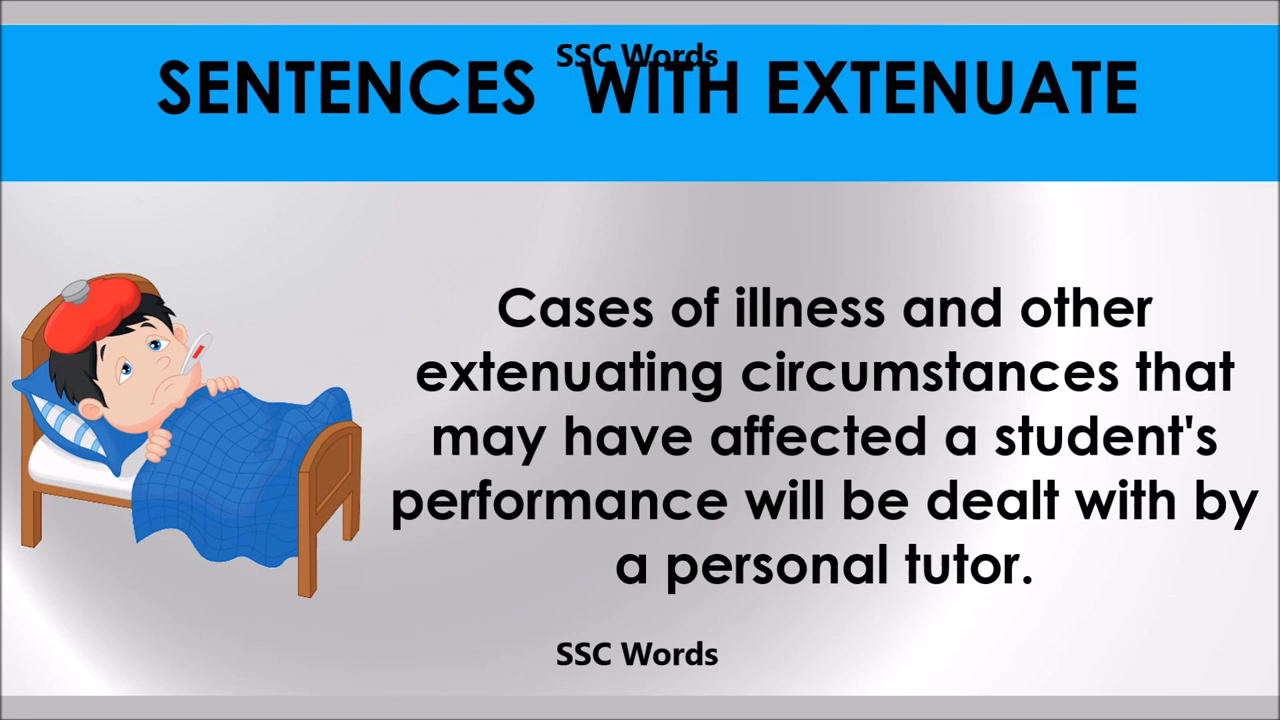 SSC Words
SENTENCES WITH EXTENUATE
Cases of illness and other
extenuating circumstances that
may have affected a student's
performance will be dealt with by
a personal tutor.
SSC Words